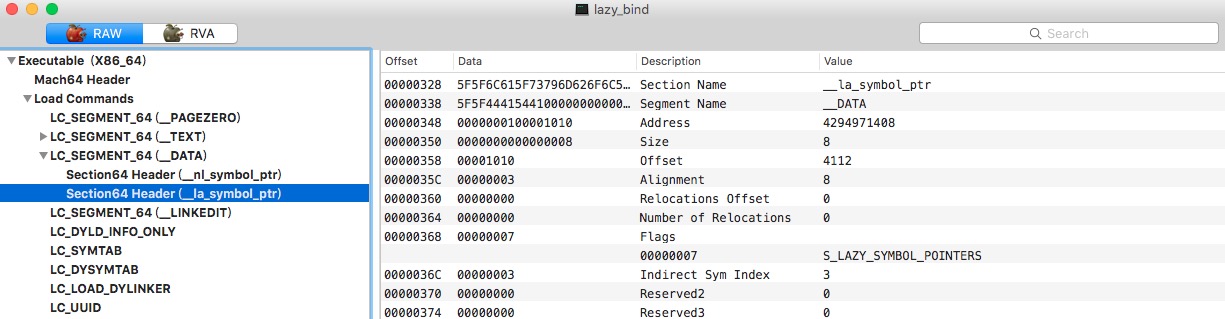 lazy_bind
RAW
RVA
Search
Executable (X86_64)
Mach64 Header
Load Commands
LC_SEGMENT_64 (__PAGEZERO)
LC_SEGMENT_64 (__TEXT)
LC_SEGMENT_64 (__DATA)
Section64 Header (__nl_symbol_ptr)
Section64 Header (__la_symbol_ptr)
LC_SEGMENT_64 (__LINKEDIT)
LC_DYLD_INFO_ONLY
LC_SYMTAB
LC_DYSYMTAB
LC_LOAD_DYLINKER
LC_UUID
Offset Data Description Value
00000328 5F5F6C615F73796D626F6C5… Section Name __la_symbol_ptr
00000338 5F5F4441544100000000000… Segment Name __DATA
00000348 0000000100001010 Address 4294971408
00000350 0000000000000008 Size 8
00000358 00001010 Offset 4112
0000035C 00000003 Alignment 8
00000360 00000000 Relocations Offset 0
00000364 00000000 Number of Relocations 0
00000368 00000007 Flags
00000007 S_LAZY_SYMBOL_POINTERS
0000036C 00000003 Indirect Sym Index 3
00000370 00000000 Reserved2 0
00000374 00000000 Reserved3 0